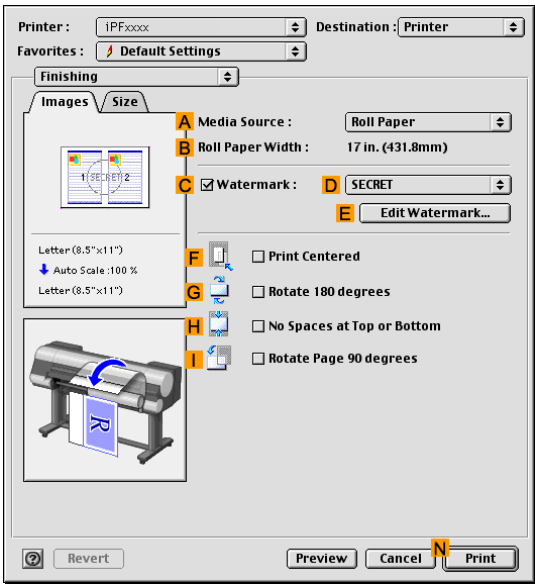 Printer : iPFxxxx Destination : Printer
Favorites : Default Settings
Finishing
Images Size
A Media Source : Roll Paper
B Roll Paper Width : 17 in. (431.8mm)
1 SECRET 2
C Watermark : D SECRET
E Edit Watermark...
Letter (8.5"x11")
Auto Scale :100 %
Letter (8.5"x11")
F Print Centered
G Rotate 180 degrees
H No Spaces at Top or Bottom
I Rotate Page 90 degrees
R
? Revert Preview Cancel N Print